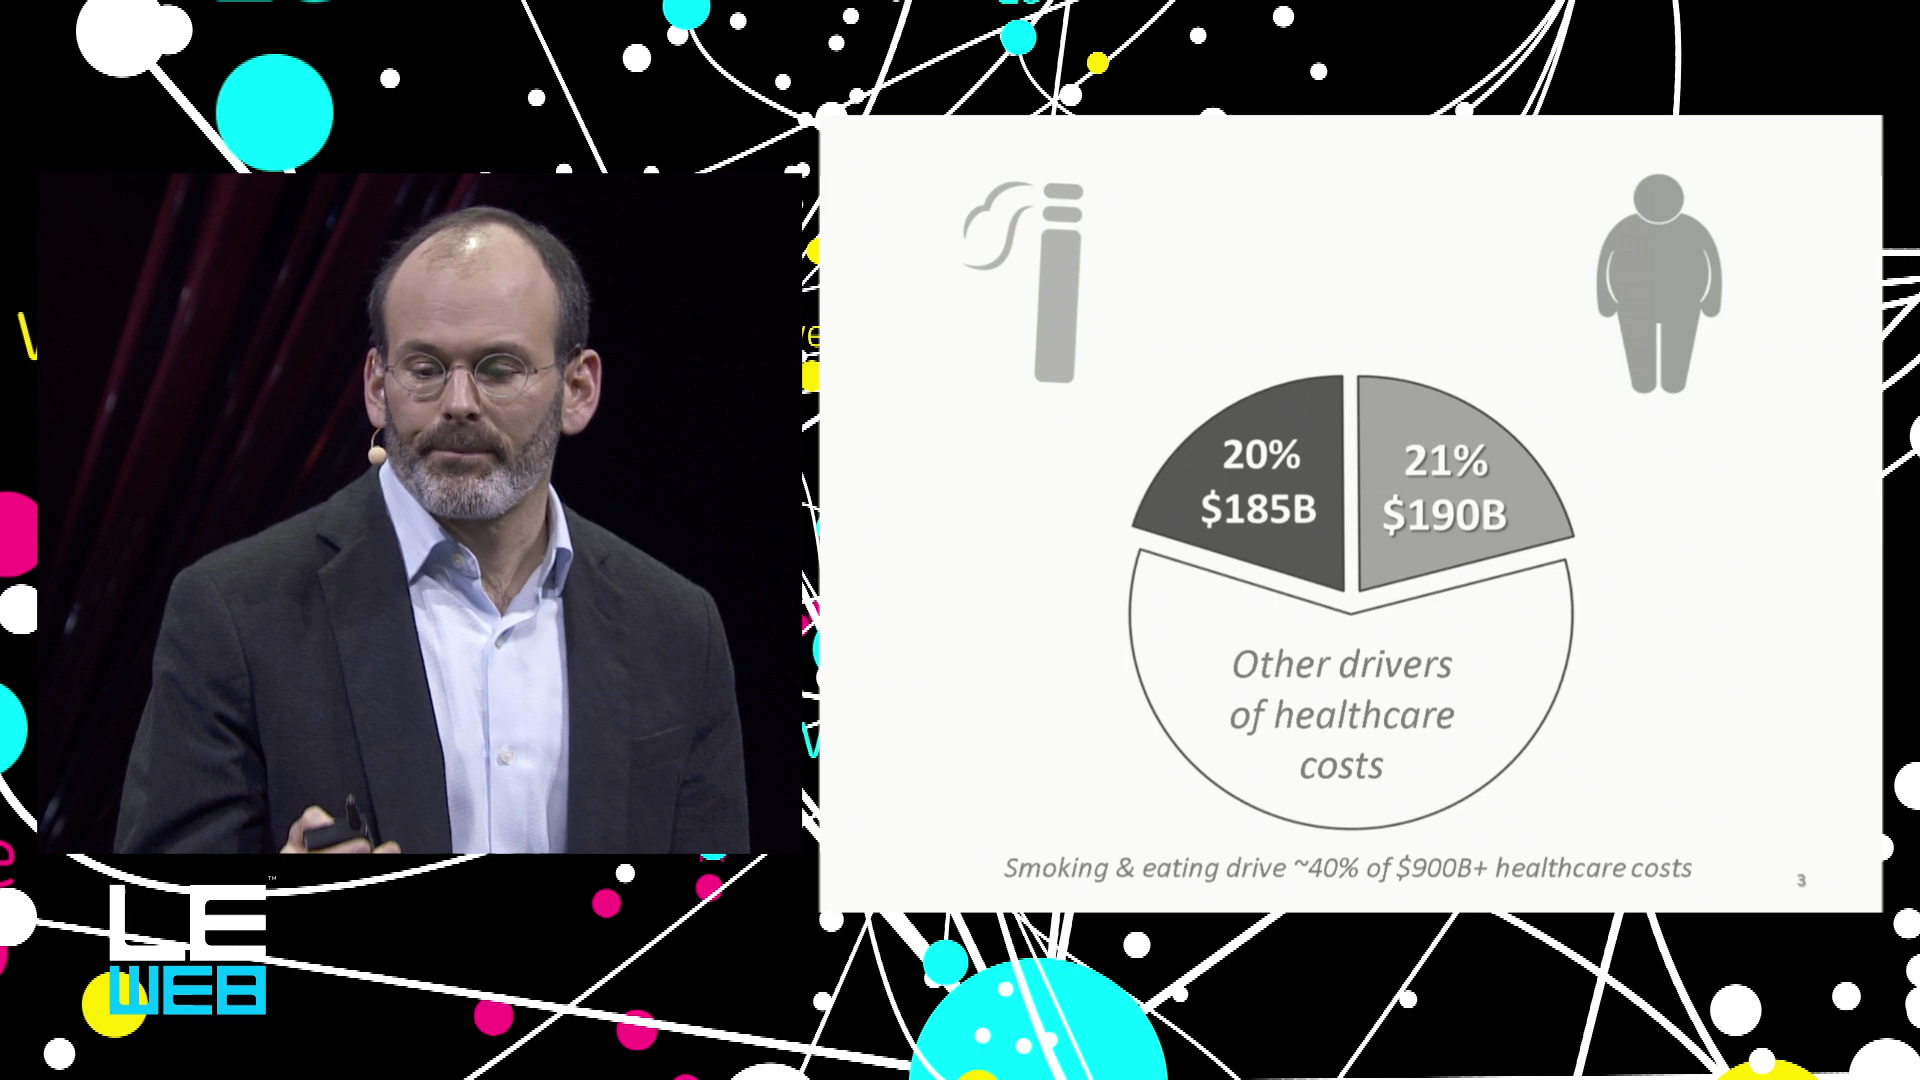 20%
$185B
21%
$190B
Other drivers
of healthcare
costs
Smoking & eating drive ~40% of $900B+ healthcare costs
3
LE
WEB
™